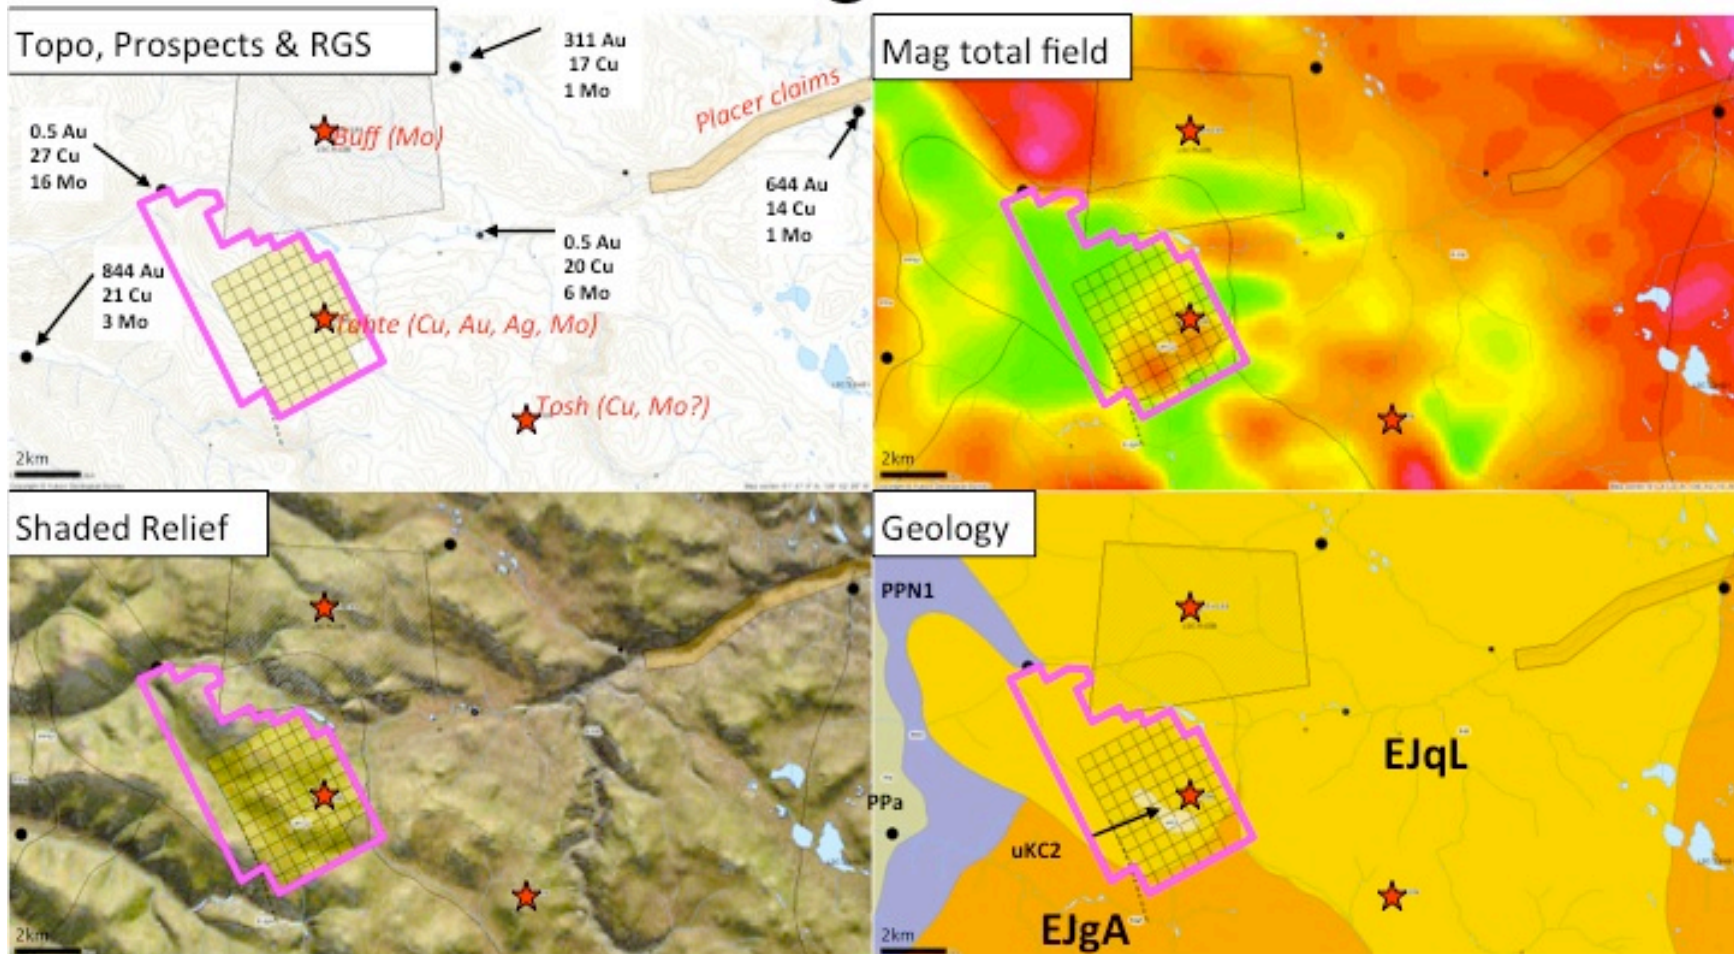 Topo, Prospects & RGS
311 Au
17 Cu
1 Mo
Placer claims
Buff (Mo)
0.5 Au
27 Cu
16 Mo
644 Au
14 Cu
1 Mo
0.5 Au
20 Cu
6 Mo
844 Au
21 Cu
3 Mo
Tahte (Cu, Au, Ag, Mo)
Tosh (Cu, Mo?)
2km
Mag total field
2km
Shaded Relief
2km
Geology
PPN1
EJqL
PPa
uKC2
EJgA
2km